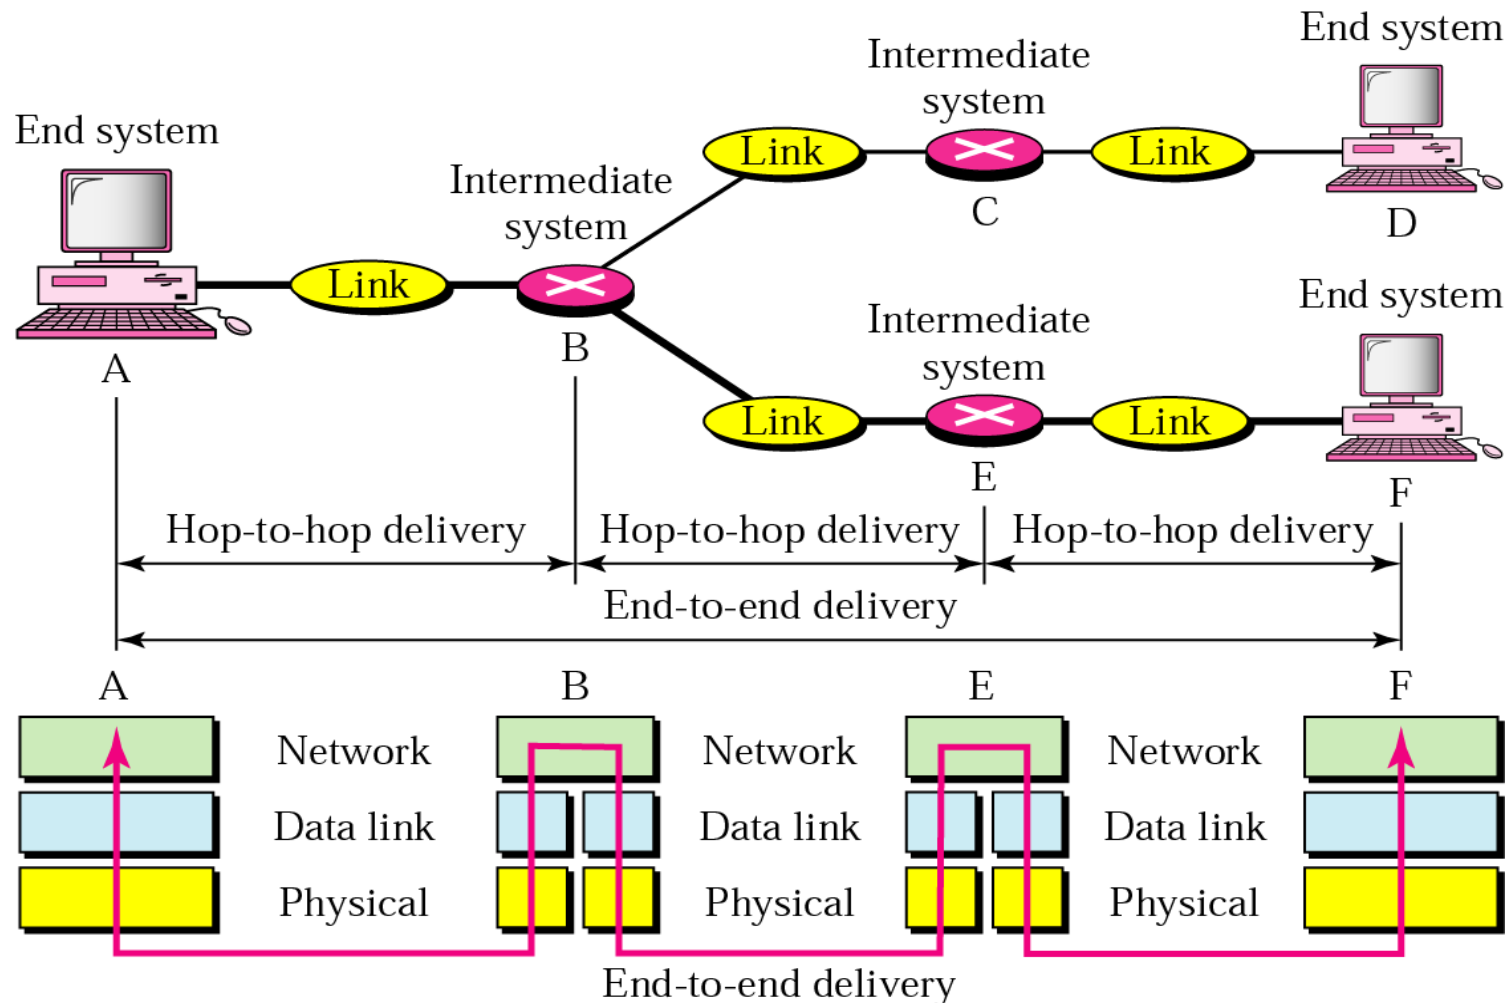 End system
Intermediate
system
End system
Link
Link
C
D
Intermediate
system
Link
B
A
Intermediate
system
End system
Link
Link
E
F
Hop-to-hop delivery
Hop-to-hop delivery
Hop-to-hop delivery
End-to-end delivery
A
B
E
F
Network
Network
Network
Data link
Data link
Data link
Physical
Physical
Physical
End-to-end delivery